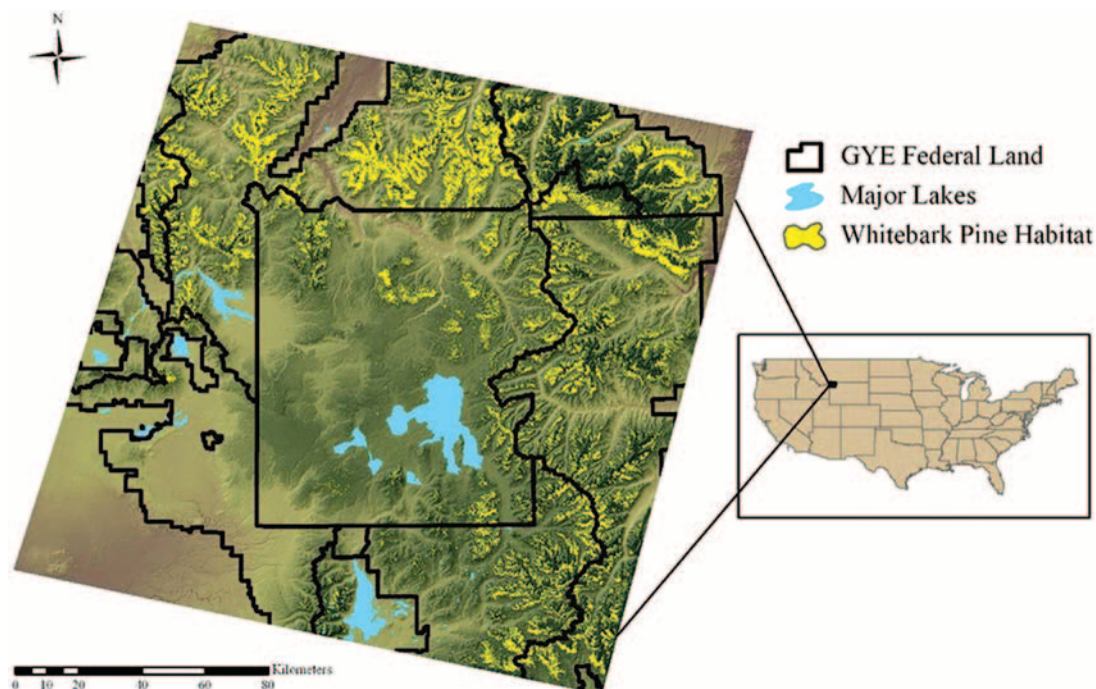 N
GYE Federal Land
Major Lakes
Whitebark Pine Habitat
Kilometers
0 10 20 40 60 80